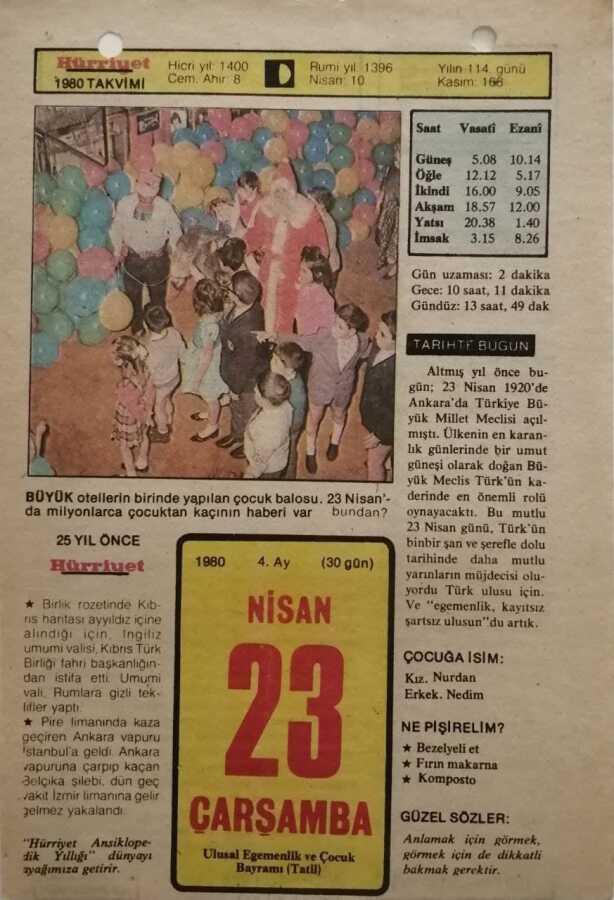 Hürriyet
1980 TAKVİMİ
Hicri yıl: 1400
Cem. Ahir: 8
Rumi yıl: 1396
Nisan: 10
Yılın 114. günü
Kasım: 168
Saat Vasatî Ezanî
Güneş 5.08 10.14
Öğle 12.12 5.17
İkindi 16.00 9.05
Akşam 18.57 12.00
Yatsı 20.38 1.40
İmsak 3.15 8.26
Gün uzaması: 2 dakika
Gece: 10 saat, 11 dakika
Gündüz: 13 saat, 49 dak
BÜYÜK otellerin birinde yapılan çocuk balosu. 23 Nisan'-
da milyonlarca çocuktan kaçının haberi var bundan?
TARİHTE BUGÜN
Altmış yıl önce bu-
gün; 23 Nisan 1920'de
Ankara'da Türkiye Bü-
yük Millet Meclisi açıl-
mıştı. Ülkenin en karan-
lık günlerinde bir umut
güneşi olarak doğan Bü-
yük Meclis Türk'ün ka-
derinde en önemli rolü
oynayacaktı. Bu mutlu
23 Nisan günü, Türk'ün
binbir şan ve şerefle dolu
tarihinde daha mutlu
yarınların müjdecisi olu-
yordu Türk ulusu için.
Ve "egemenlik, kayıtsız
şartsız ulusun"du artık.
25 YIL ÖNCE
Hürriyet
★ Birlik rozetinde Kıb-
rıs haritası ayyıldız içine
alındığı için, İngiliz
umumi valisi, Kıbrıs Türk
Birliği fahri başkanlığın-
dan istifa etti. Umumi
vali, Rumlara gizli tek-
lifler yaptı.
★ Pire limanında kaza
geçiren Ankara vapuru
İstanbul'a geldi. Ankara
vapuruna çarpıp kaçan
Belçika şilebi, dün geç
vakit İzmir limanına gelir
gelmez yakalandı.
"Hürriyet Ansiklope-
dik Yıllığı" dünyayı
ayağımıza getirir.
1980 4. Ay (30 gün)
NİSAN
23
ÇARŞAMBA
Ulusal Egemenlik ve Çocuk
Bayramı (Tatil)
ÇOCUĞA İSİM:
Kız. Nurdan
Erkek. Nedim
NE PİŞİRELİM?
★ Bezelyeli et
★ Fırın makarna
★ Komposto
GÜZEL SÖZLER:
Anlamak için görmek,
görmek için de dikkatli
bakmak gerektir.